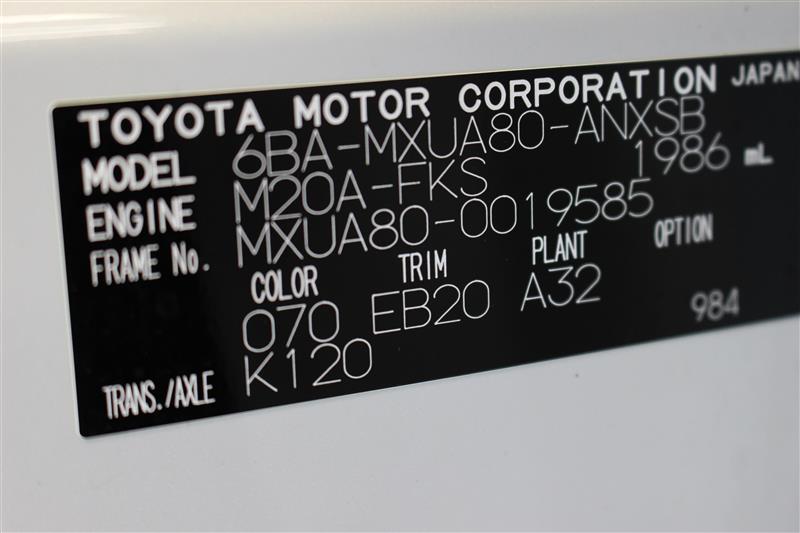 TOYOTA MOTOR CORPORATION JAPAN
MODEL 6BA-MXUA80-ANXSB
ENGINE M20A-FKS 1986 mL
FRAME No. MXUA80-0019585
COLOR TRIM PLANT OPTION
070 EB20 A32 984
TRANS./AXLE K120